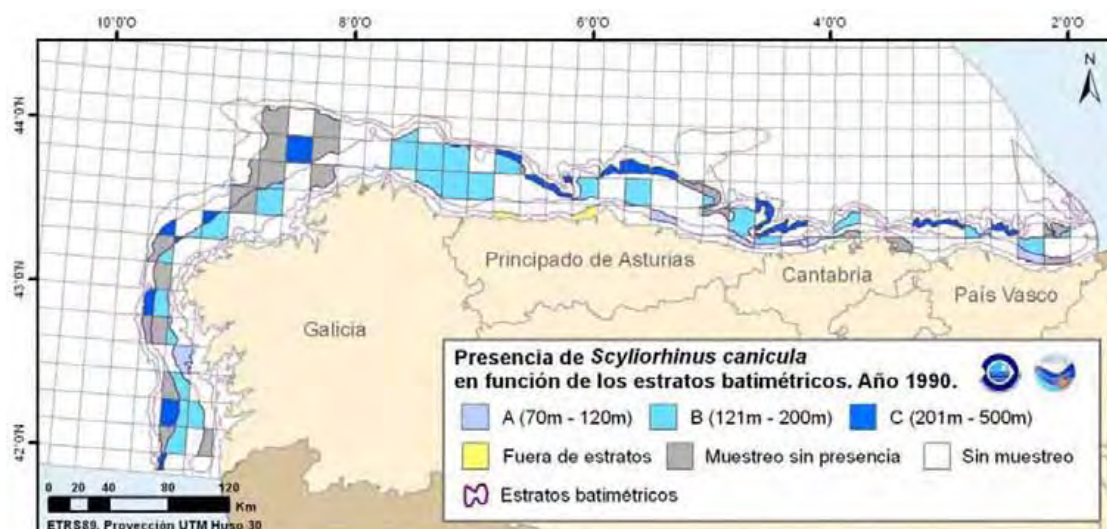 10°0'O 8°0'O 6°0'O 4°0'O 2°0'O
N
44°0'N
43°0'N
42°0'N
Principado de Asturias
Cantabria
País Vasco
Galicia
Presencia de Scyliorhinus canicula
en función de los estratos batimétricos. Año 1990.
A (70m - 120m) B (121m - 200m) C (201m - 500m)
Fuera de estratos Muestreo sin presencia Sin muestreo
Estratos batimétricos
0 20 40 80 120
Km
ETRS89. Proyección UTM Huso 30